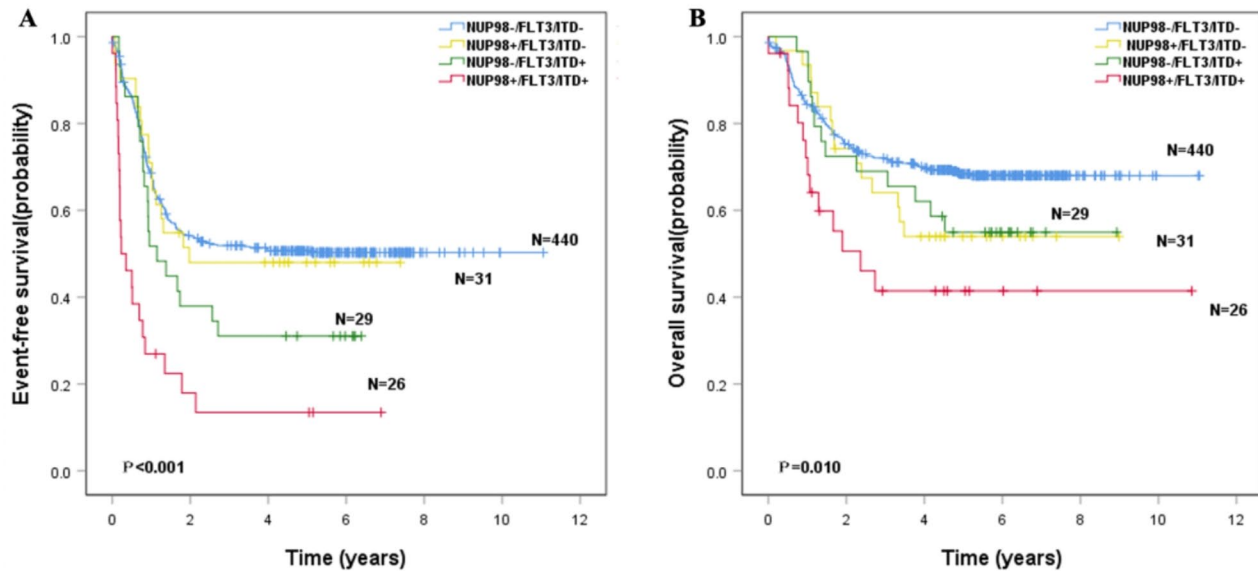 A
NUP98-/FLT3/ITD-
NUP98+/FLT3/ITD-
NUP98-/FLT3/ITD+
NUP98+/FLT3/ITD+
Event-free survival(probability)
1.0
0.8
0.6
0.4
0.2
0.0
N=440
N=31
N=29
N=26
P<0.001
0 2 4 6 8 10 12
Time (years)
B
NUP98-/FLT3/ITD-
NUP98+/FLT3/ITD-
NUP98-/FLT3/ITD+
NUP98+/FLT3/ITD+
Overall survival(probability)
1.0
0.8
0.6
0.4
0.2
0.0
N=440
N=29
N=31
N=26
P=0.010
0 2 4 6 8 10 12
Time (years)